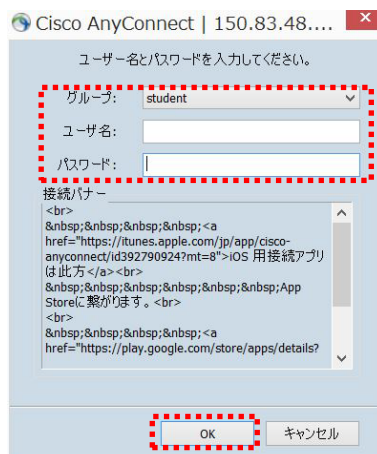 Cisco AnyConnect | 150.83.48....
ユーザー名とパスワードを入力してください。
グループ: student
ユーザ名:
パスワード:
接続バナー
<br>
&nbsp;&nbsp;&nbsp;&nbsp;<a
href="https://itunes.apple.com/jp/app/cisco-
anyconnect/id392790924?mt=8">iOS 用接続アプリ
は此方</a><br>
&nbsp;&nbsp;&nbsp;&nbsp;&nbsp;&nbsp;App
Storeに繋がります。<br>
<br>
&nbsp;&nbsp;&nbsp;&nbsp;<a
href="https://play.google.com/store/apps/details?
OK キャンセル